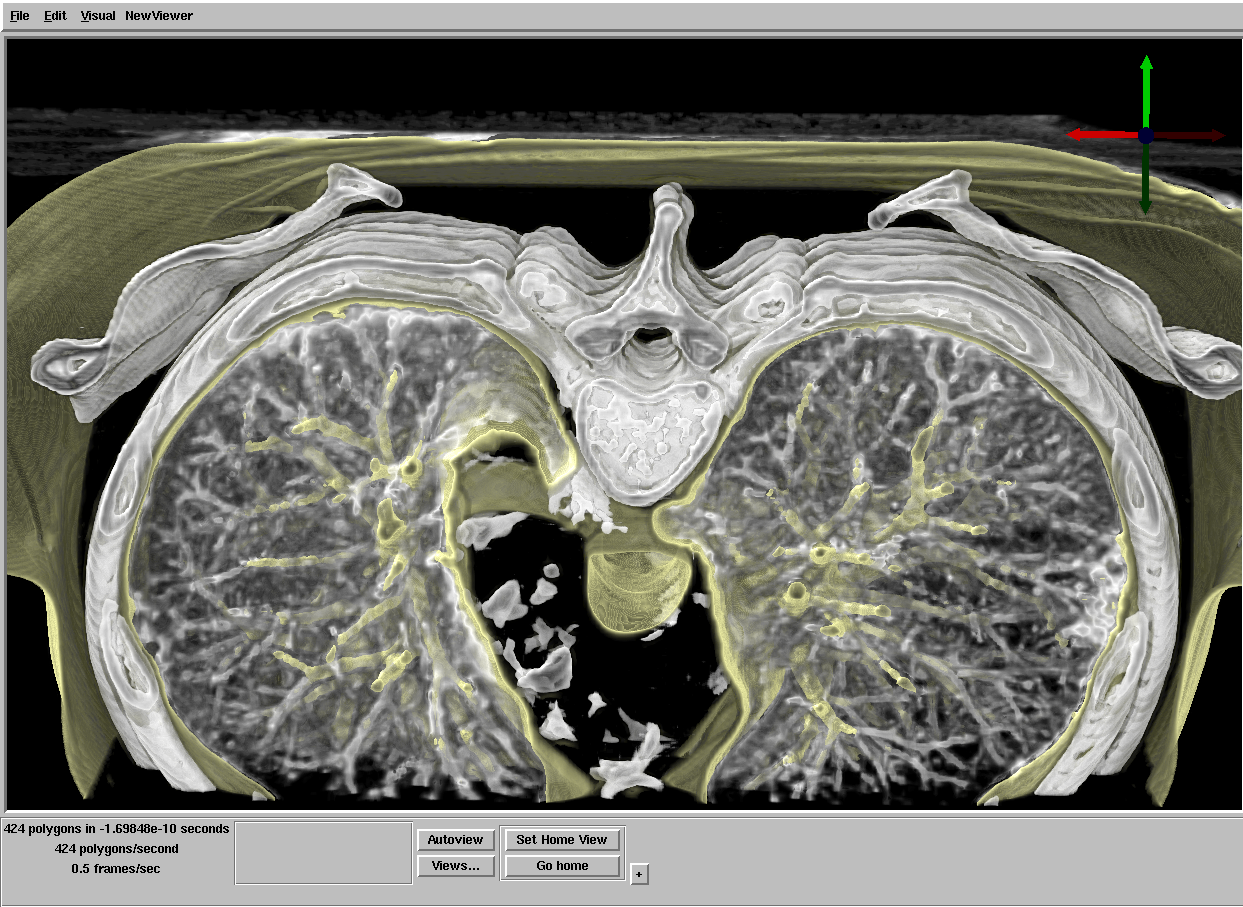 File Edit Visual NewViewer
424 polygons in -1.69848e-10 seconds
424 polygons/second
0.5 frames/sec
Autoview
Views...
Set Home View
Go home
+